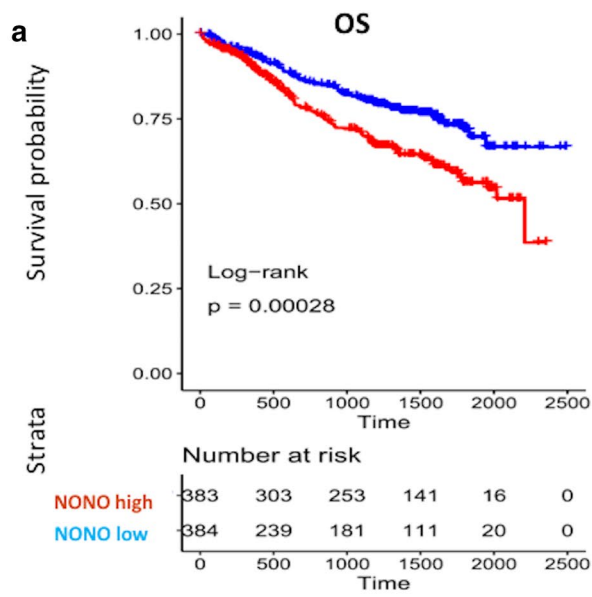 a
OS
Survival probability
1.00
0.75
0.50
0.25
0.00
Log-rank
p = 0.00028
0 500 1000 1500 2000 2500
Time
Strata
Number at risk
NONO high 383 303 253 141 16 0
NONO low 384 239 181 111 20 0
0 500 1000 1500 2000 2500
Time